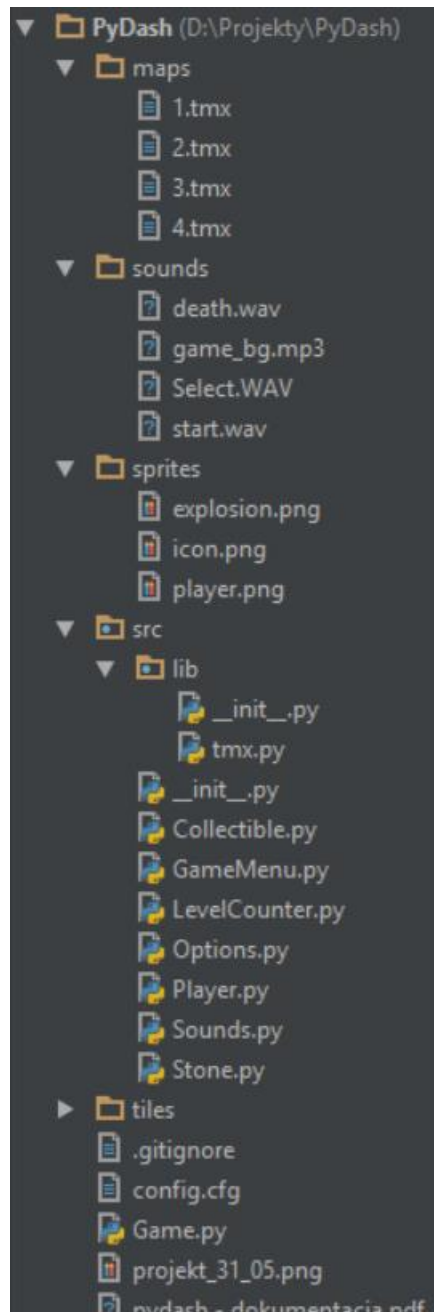 PyDash (D:\Projekty\PyDash)
maps
1.tmx
2.tmx
3.tmx
4.tmx
sounds
death.wav
game_bg.mp3
Select.WAV
start.wav
sprites
explosion.png
icon.png
player.png
src
lib
__init__.py
tmx.py
__init__.py
Collectible.py
GameMenu.py
LevelCounter.py
Options.py
Player.py
Sounds.py
Stone.py
tiles
.gitignore
config.cfg
Game.py
projekt_31_05.png
pydash - dokumentacja.pdf